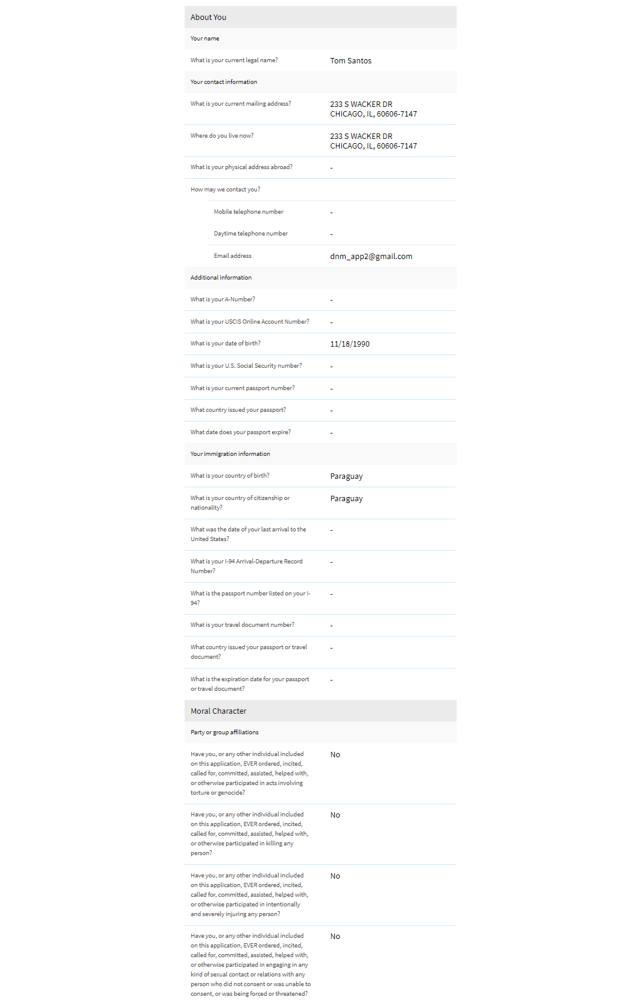 About You
Your name
What is your current legal name? Tom Santos
Your contact information
What is your current mailing address? 233 S WACKER DR
CHICAGO, IL, 60606-7147
Where do you live now? 233 S WACKER DR
CHICAGO, IL, 60606-7147
What is your physical address abroad? -
How may we contact you?
Mobile telephone number -
Daytime telephone number -
Email address dnm_app2@gmail.com
Additional information
What is your A-Number? -
What is your USCIS Online Account Number? -
What is your date of birth? 11/18/1990
What is your U.S. Social Security number? -
What is your current passport number? -
What country issued your passport? -
What date does your passport expire? -
Your immigration information
What is your country of birth? Paraguay
What is your country of citizenship or Paraguay
nationality?
What was the date of your last arrival to the -
United States?
What is your I-94 Arrival-Departure Record -
Number?
What is the passport number listed on your I- -
94?
What is your travel document number? -
What country issued your passport or travel -
document?
What is the expiration date for your passport -
or travel document?
Moral Character
Party or group affiliations
Have you, or any other individual included No
on this application, EVER ordered, incited,
called for, committed, assisted, helped with,
or otherwise participated in acts involving
torture or genocide?
Have you, or any other individual included No
on this application, EVER ordered, incited,
called for, committed, assisted, helped with,
or otherwise participated in killing any
person?
Have you, or any other individual included No
on this application, EVER ordered, incited,
called for, committed, assisted, helped with,
or otherwise participated in intentionally
and severely injuring any person?
Have you, or any other individual included No
on this application, EVER ordered, incited,
called for, committed, assisted, helped with,
or otherwise participated in engaging in any
kind of sexual contact or relations with any
person who did not consent or was unable to
consent, or was being forced or threatened?